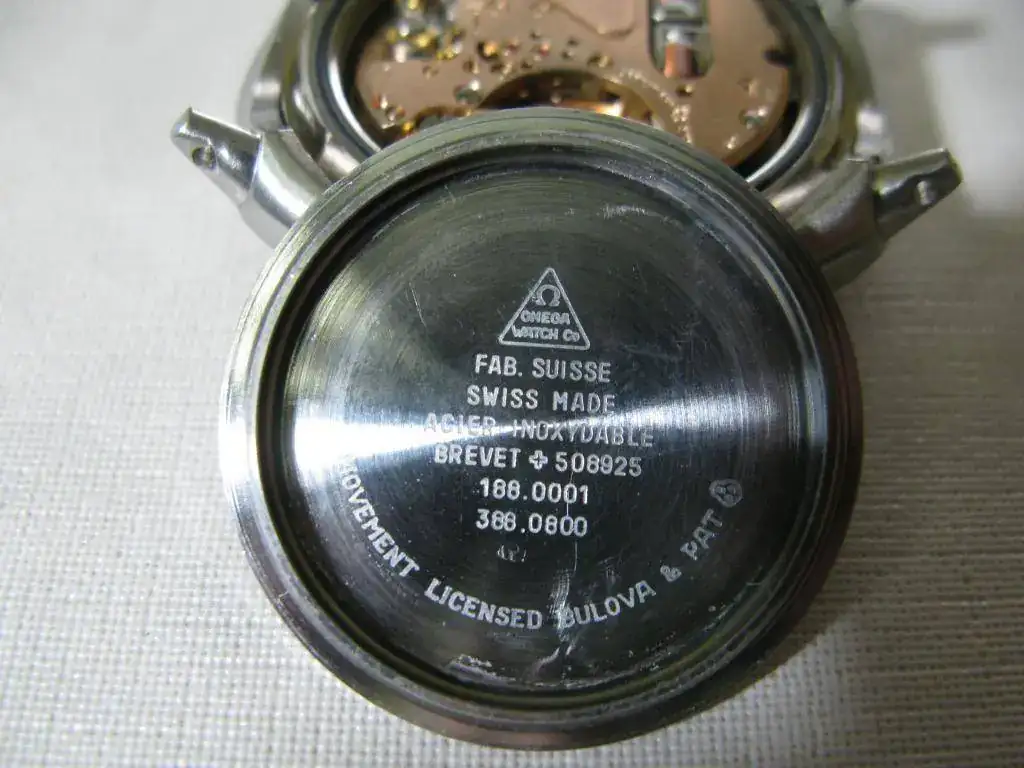 Ω
OMEGA
WATCH Co
FAB. SUISSE
SWISS MADE
ACIER INOXYDABLE
BREVET ✚ 508925
188.0001
388.0800
MOVEMENT LICENSED BULOVA & PAT